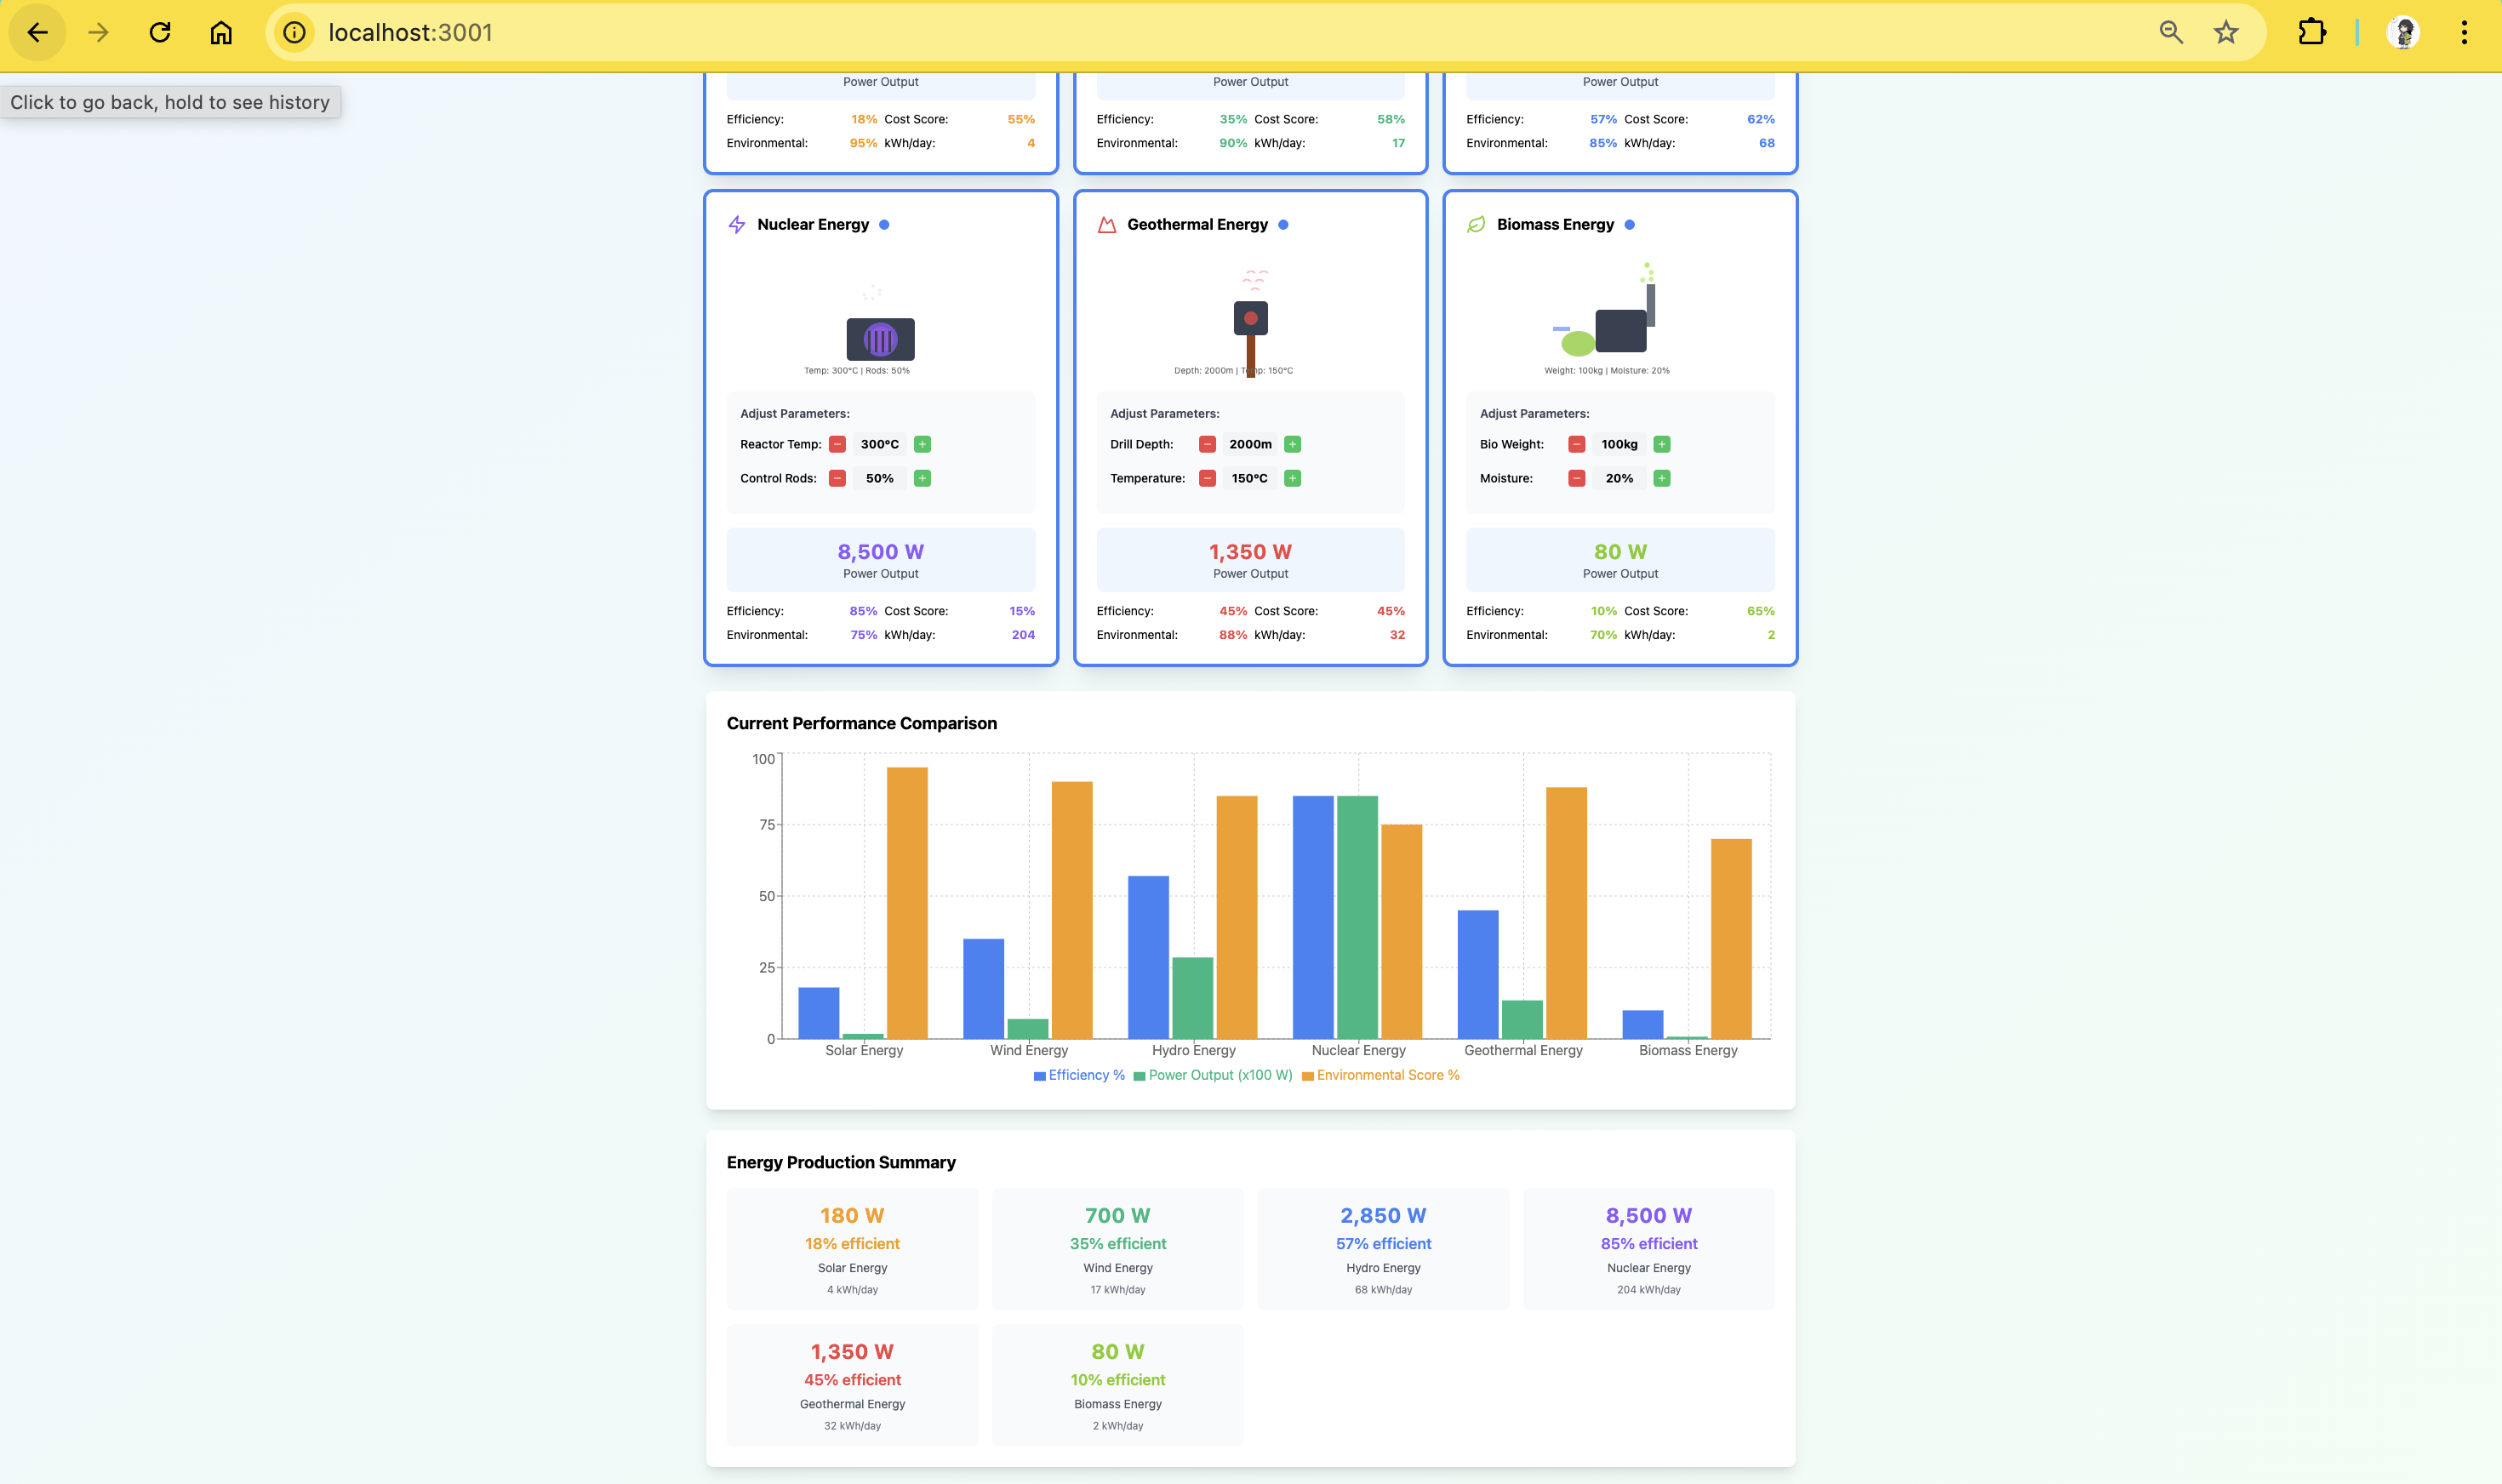 localhost:3001
Click to go back, hold to see history
Power Output
Efficiency: 18% Cost Score: 55%
Environmental: 95% kWh/day: 4
Power Output
Efficiency: 35% Cost Score: 58%
Environmental: 90% kWh/day: 17
Power Output
Efficiency: 57% Cost Score: 62%
Environmental: 85% kWh/day: 68
Nuclear Energy
Temp: 300°C | Rods: 50%
Adjust Parameters:
Reactor Temp: − 300°C +
Control Rods: − 50% +
8,500 W
Power Output
Efficiency: 85% Cost Score: 15%
Environmental: 75% kWh/day: 204
Geothermal Energy
Depth: 2000m | Temp: 150°C
Adjust Parameters:
Drill Depth: − 2000m +
Temperature: − 150°C +
1,350 W
Power Output
Efficiency: 45% Cost Score: 45%
Environmental: 88% kWh/day: 32
Biomass Energy
Weight: 100kg | Moisture: 20%
Adjust Parameters:
Bio Weight: − 100kg +
Moisture: − 20% +
80 W
Power Output
Efficiency: 10% Cost Score: 65%
Environmental: 70% kWh/day: 2
Current Performance Comparison
100
75
50
25
0
Solar Energy Wind Energy Hydro Energy Nuclear Energy Geothermal Energy Biomass Energy
Efficiency % Power Output (x100 W) Environmental Score %
Energy Production Summary
180 W
18% efficient
Solar Energy
4 kWh/day
700 W
35% efficient
Wind Energy
17 kWh/day
2,850 W
57% efficient
Hydro Energy
68 kWh/day
8,500 W
85% efficient
Nuclear Energy
204 kWh/day
1,350 W
45% efficient
Geothermal Energy
32 kWh/day
80 W
10% efficient
Biomass Energy
2 kWh/day